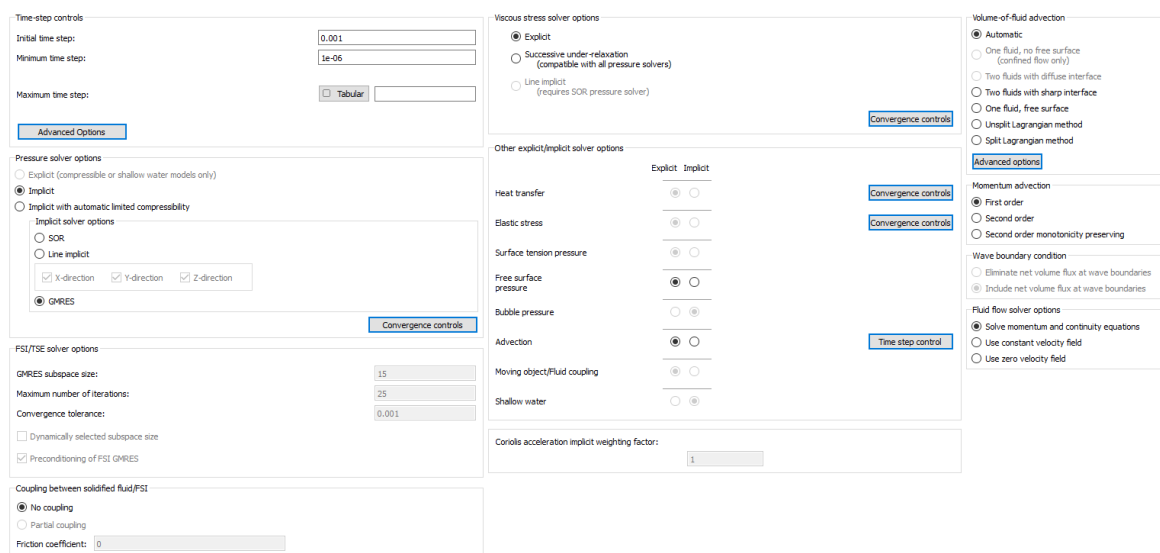 Time-step controls
Initial time step: 0.001
Minimum time step: 1e-06
Maximum time step: Tabular
Advanced Options
Pressure solver options
Explicit (compressible or shallow water models only)
Implicit
Implicit with automatic limited compressibility
Implicit solver options
SOR
Line implicit
X-direction Y-direction Z-direction
GMRES
Convergence controls
FSI/TSE solver options
GMRES subspace size: 15
Maximum number of iterations: 25
Convergence tolerance: 0.001
Dynamically selected subspace size
Preconditioning of FSI GMRES
Coupling between solidified fluid/FSI
No coupling
Partial coupling
Friction coefficient: 0
Viscous stress solver options
Explicit
Successive under-relaxation
(compatible with all pressure solvers)
Line implicit
(requires SOR pressure solver)
Convergence controls
Other explicit/implicit solver options
Explicit Implicit
Heat transfer Convergence controls
Elastic stress Convergence controls
Surface tension pressure
Free surface
pressure
Bubble pressure
Advection Time step control
Moving object/Fluid coupling
Shallow water
Coriolis acceleration implicit weighting factor:
1
Volume-of-fluid advection
Automatic
One fluid, no free surface
(confined flow only)
Two fluids with diffuse interface
Two fluids with sharp interface
One fluid, free surface
Unsplit Lagrangian method
Split Lagrangian method
Advanced options
Momentum advection
First order
Second order
Second order monotonicity preserving
Wave boundary condition
Eliminate net volume flux at wave boundaries
Include net volume flux at wave boundaries
Fluid flow solver options
Solve momentum and continuity equations
Use constant velocity field
Use zero velocity field